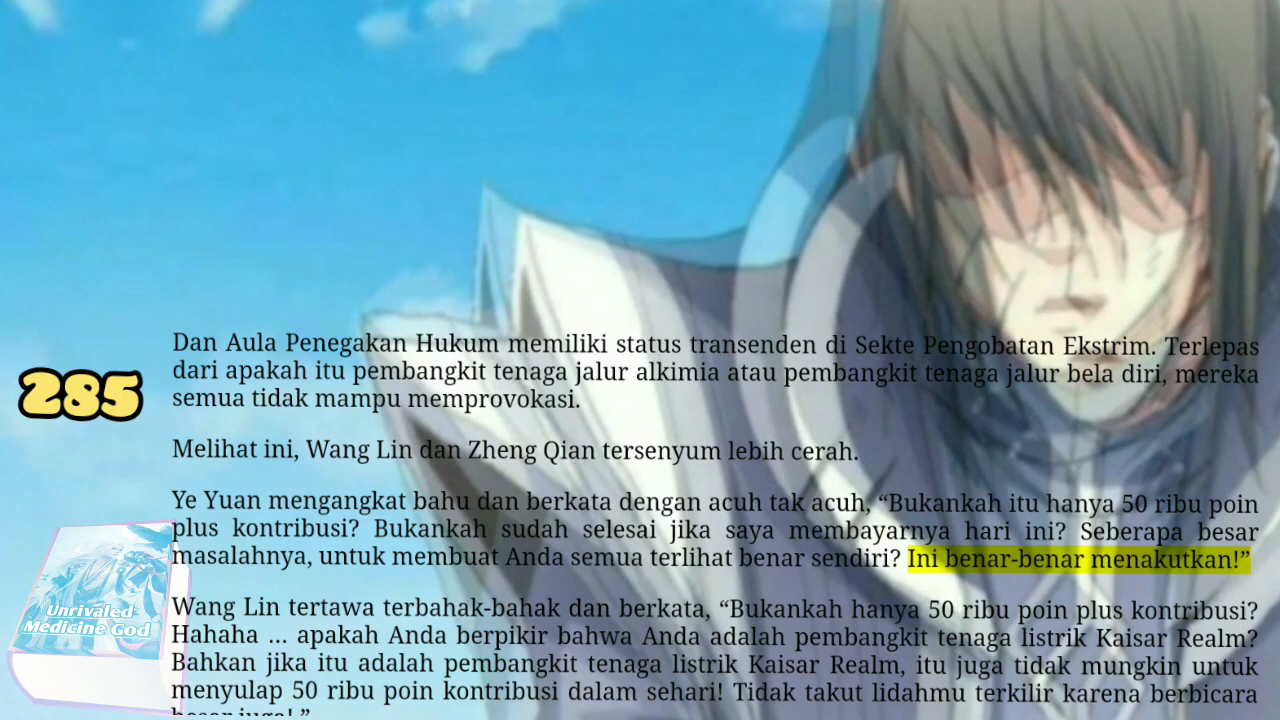 Dan Aula Penegakan Hukum memiliki status transenden di Sekte Pengobatan Ekstrim. Terlepas
dari apakah itu pembangkit tenaga jalur alkimia atau pembangkit tenaga jalur bela diri, mereka
semua tidak mampu memprovokasi.
285
Melihat ini, Wang Lin dan Zheng Qian tersenyum lebih cerah.
Ye Yuan mengangkat bahu dan berkata dengan acuh tak acuh, “Bukankah itu hanya 50 ribu poin
plus kontribusi? Bukankah sudah selesai jika saya membayarnya hari ini? Seberapa besar
masalahnya, untuk membuat Anda semua terlihat benar sendiri? Ini benar-benar menakutkan!”
Wang Lin tertawa terbahak-bahak dan berkata, “Bukankah hanya 50 ribu poin plus kontribusi?
Hahaha ... apakah Anda berpikir bahwa Anda adalah pembangkit tenaga listrik Kaisar Realm?
Bahkan jika itu adalah pembangkit tenaga listrik Kaisar Realm, itu juga tidak mungkin untuk
menyulap 50 ribu poin kontribusi dalam sehari! Tidak takut lidahmu terkilir karena berbicara
besar juga! ”
Unrivaled
Medicine God